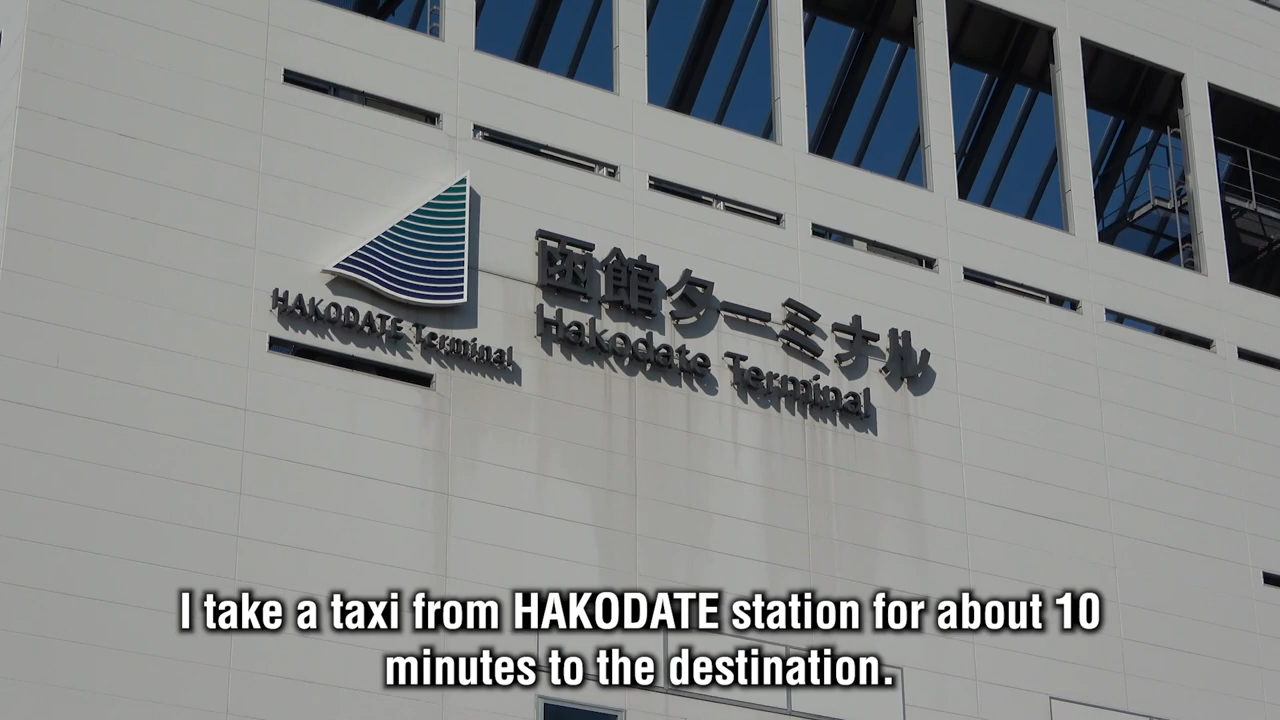 HAKODATE Terminal
函館ターミナル
Hakodate Terminal
I take a taxi from HAKODATE station for about 10
minutes to the destination.